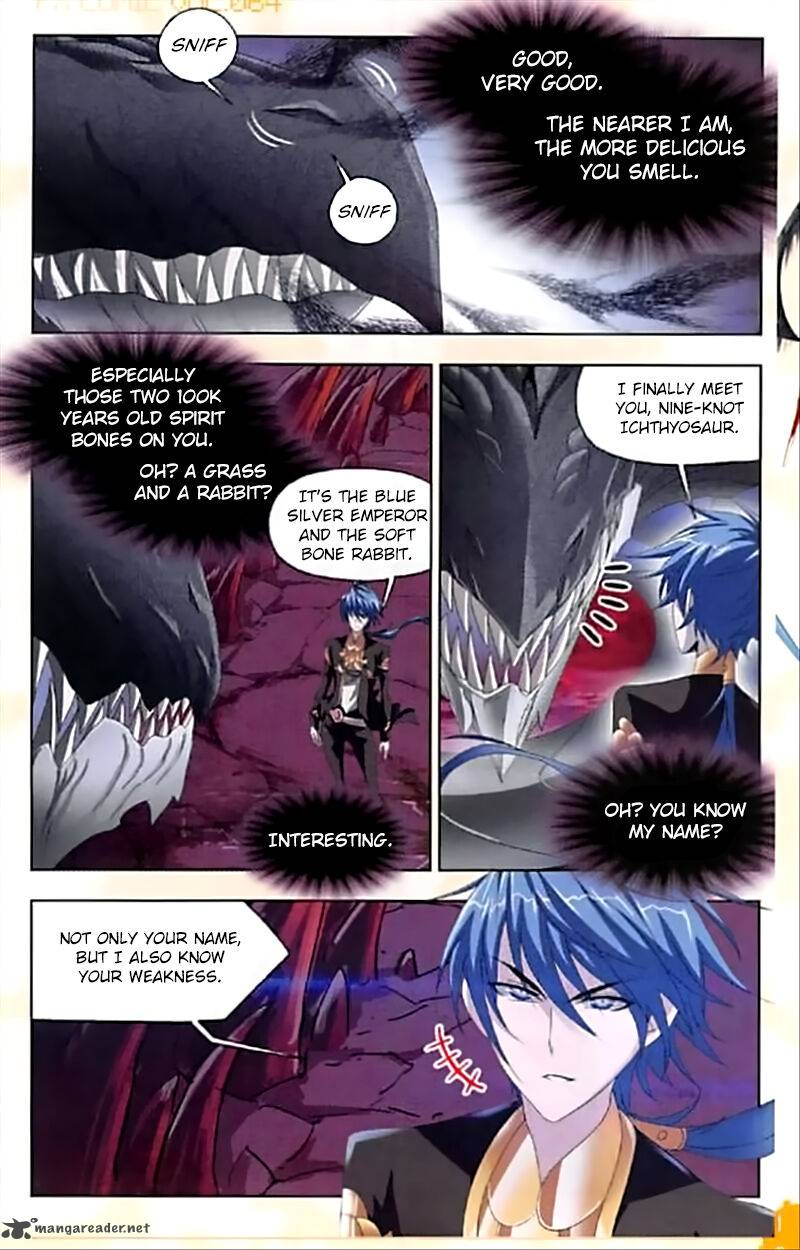 SNIFF
GOOD,
VERY GOOD.
THE NEARER I AM,
THE MORE DELICIOUS
YOU SMELL.
SNIFF
ESPECIALLY
THOSE TWO 100K
YEARS OLD SPIRIT
BONES ON YOU.
OH? A GRASS
AND A RABBIT?
IT'S THE BLUE
SILVER EMPEROR
AND THE SOFT
BONE RABBIT.
INTERESTING.
I FINALLY MEET
YOU, NINE-KNOT
ICHTHYOSAUR.
OH? YOU KNOW
MY NAME?
NOT ONLY YOUR NAME,
BUT I ALSO KNOW
YOUR WEAKNESS.
mangareader.net